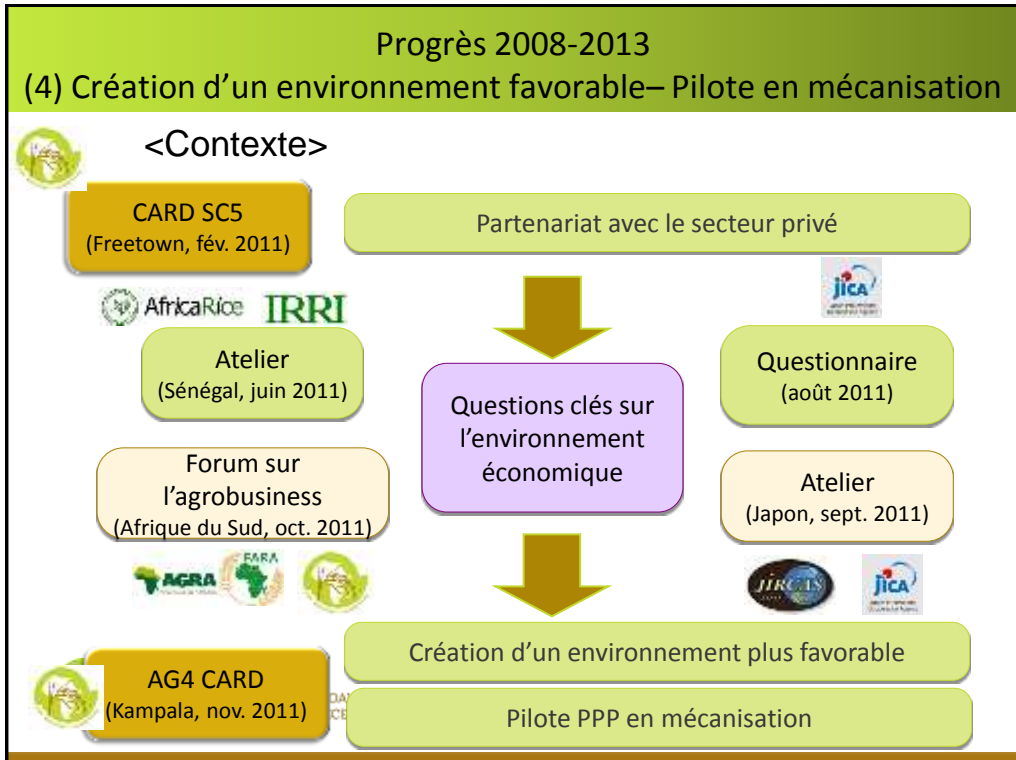 Progrès 2008-2013
(4) Création d’un environnement favorable– Pilote en mécanisation
<Contexte>
CARD SC5
(Freetown, fév. 2011)
Partenariat avec le secteur privé
AfricaRice
IRRI
jICA
Atelier
(Sénégal, juin 2011)
Questions clés sur
l’environnement
économique
Questionnaire
(août 2011)
Forum sur
l’agrobusiness
(Afrique du Sud, oct. 2011)
Atelier
(Japon, sept. 2011)
AGRA
FARA
JIRCAS
jICA
Création d’un environnement plus favorable
AG4 CARD
(Kampala, nov. 2011)
Pilote PPP en mécanisation